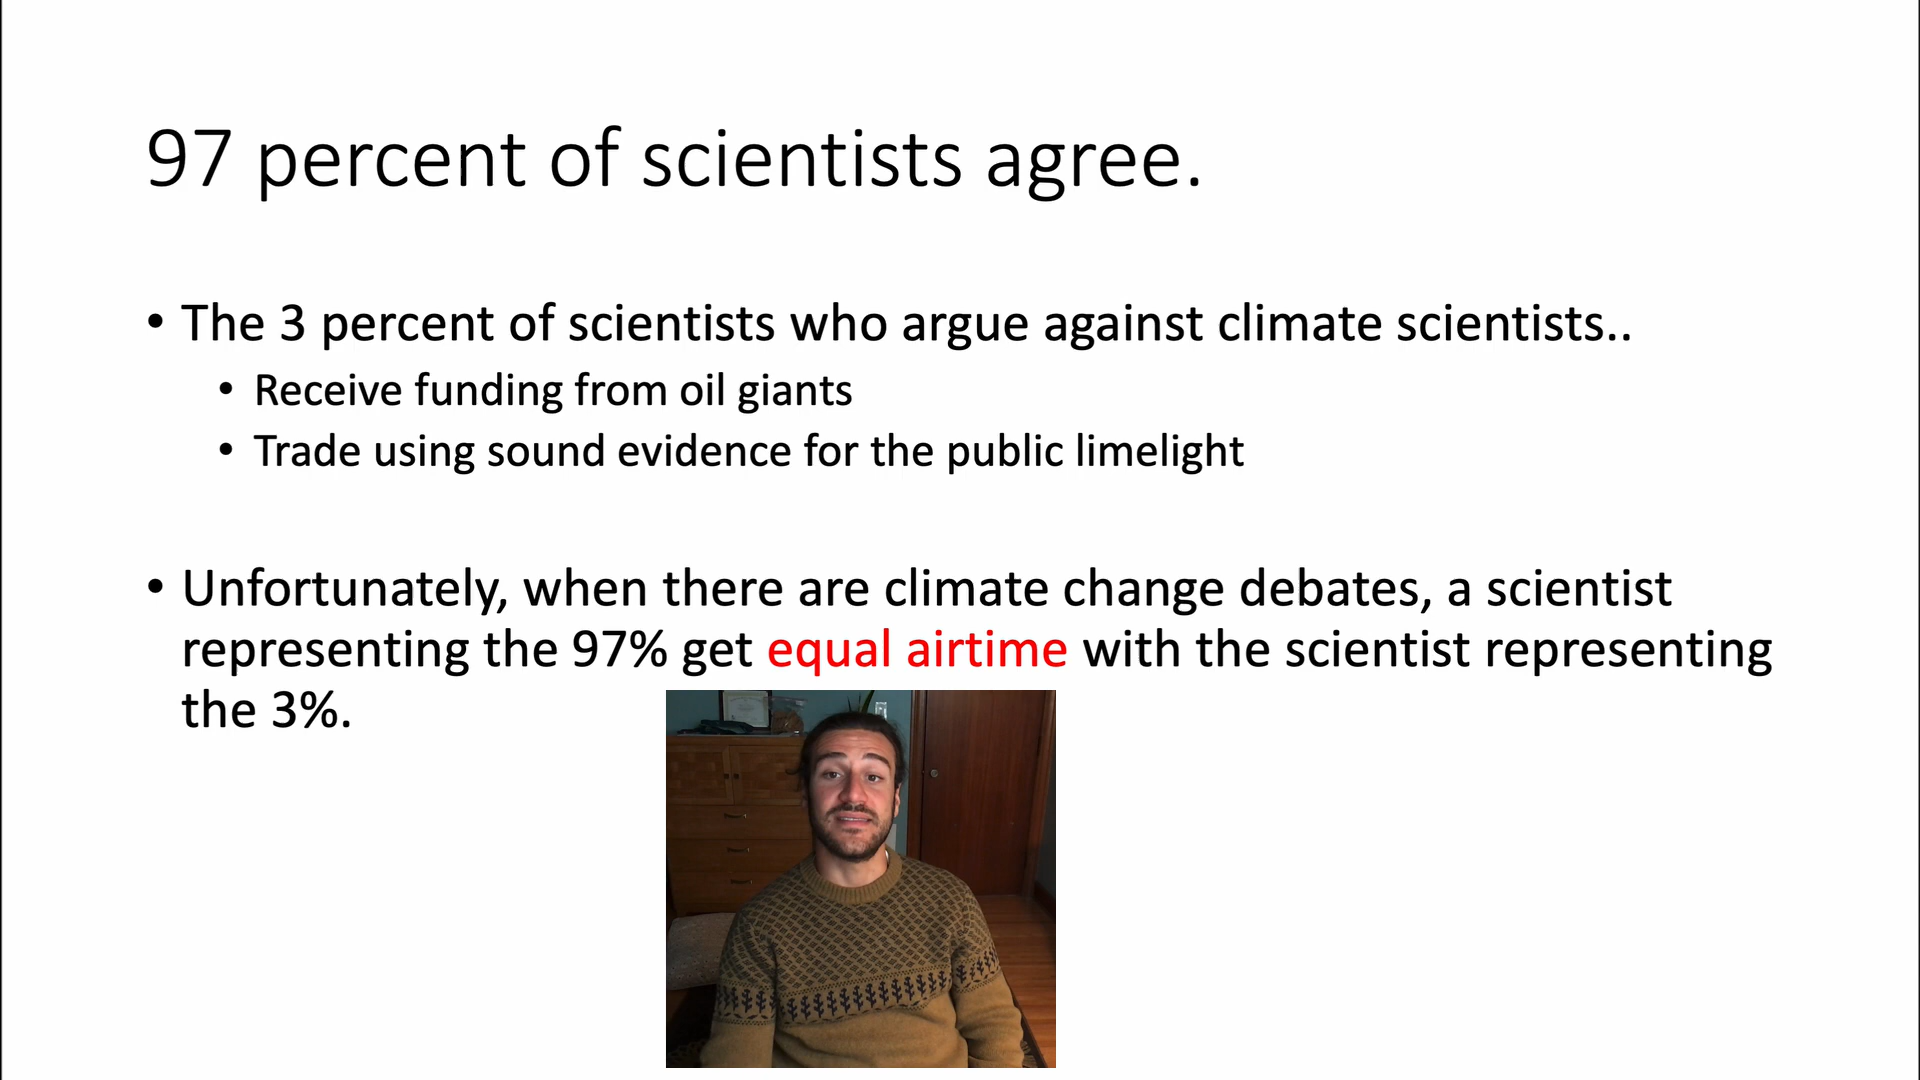 97 percent of scientists agree.
• The 3 percent of scientists who argue against climate scientists..
• Receive funding from oil giants
• Trade using sound evidence for the public limelight
• Unfortunately, when there are climate change debates, a scientist
representing the 97% get equal airtime with the scientist representing
the 3%.